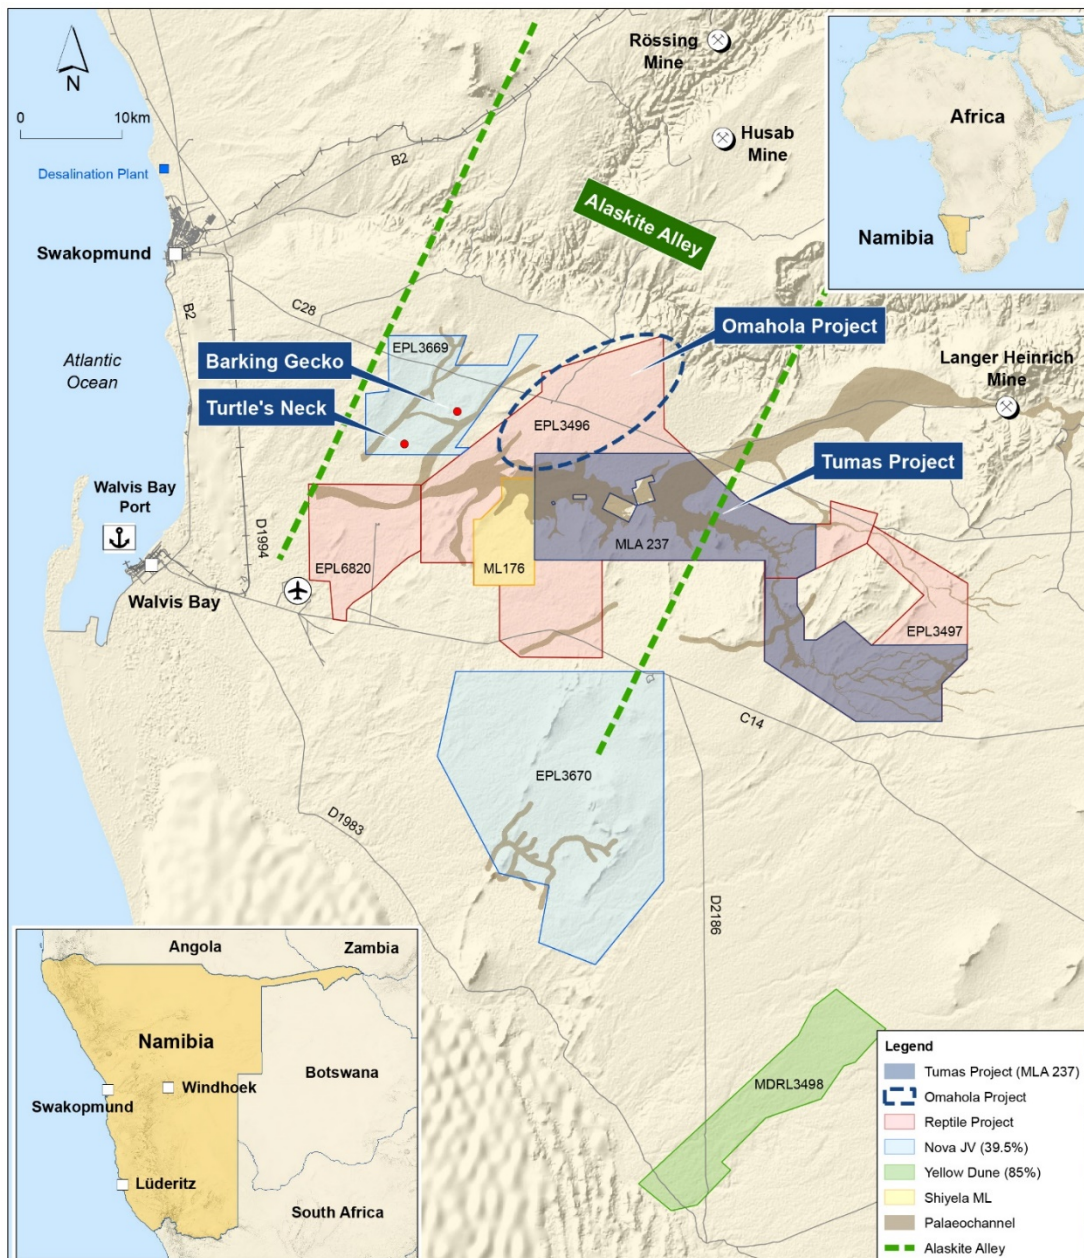 Rössing
Mine
N
0
10km
B2
Husab
Mine
Africa
Namibia
Desalination Plant
Alaskite Alley
Swakopmund
C28
B2
Omahola Project
Atlantic
Ocean
EPL3669
Barking Gecko
Langer Heinrich
Mine
Turtle's Neck
EPL3496
Tumas Project
Walvis Bay
Port
D1994
MLA 237
EPL6820
ML176
Walvis Bay
EPL3497
C14
EPL3670
D1983
D2186
MDRL3498
Angola
Zambia
Namibia
Botswana
Windhoek
Swakopmund
Lüderitz
South Africa
Legend
Tumas Project (MLA 237)
Omahola Project
Reptile Project
Nova JV (39.5%)
Yellow Dune (85%)
Shiyela ML
Palaeochannel
Alaskite Alley